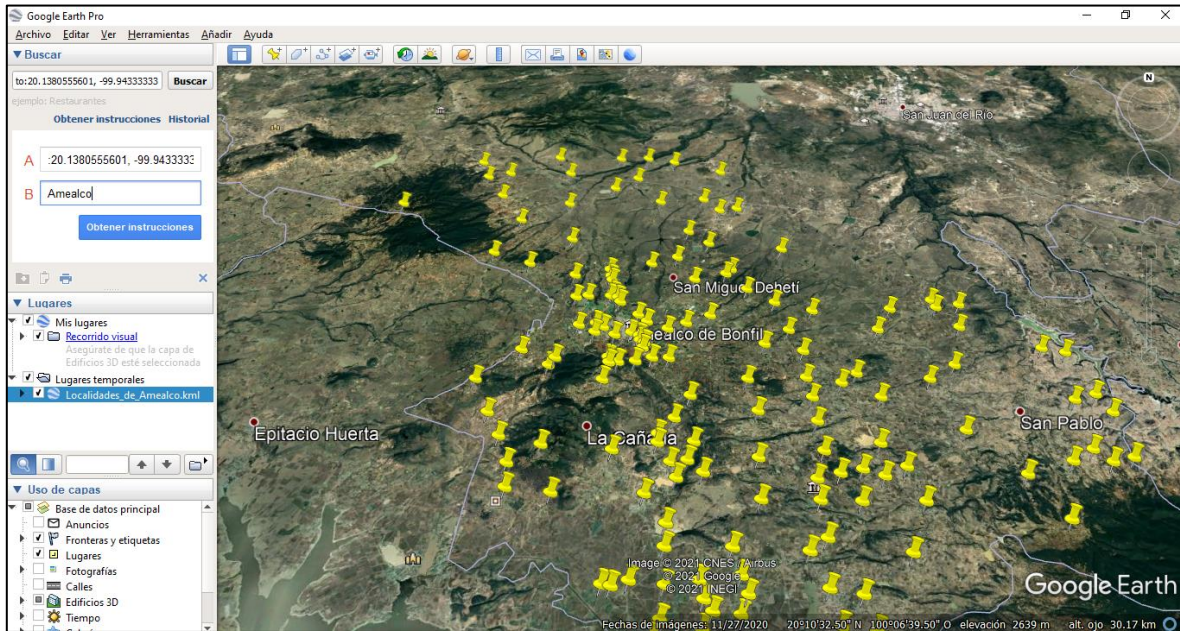 Google Earth Pro
Archivo Editar Ver Herramientas Añadir Ayuda
Buscar
to:20.1380555601, -99.94333333 Buscar
ejemplo: Restaurantes
Obtener instrucciones Historial
A :20.1380555601, -99.9433333
B Amealco
Obtener instrucciones
Lugares
Mis lugares
Recorrido visual
Asegúrate de que la capa de
Edificios 3D esté seleccionada
Lugares temporales
Localidades_de_Amealco.kml
Uso de capas
Base de datos principal
Anuncios
Fronteras y etiquetas
Lugares
Fotografías
Calles
Edificios 3D
Tiempo
N
San Juan del Río
San Miguel Dehetí
ealco de Bonfil
Epitacio Huerta
La Cañada
San Pablo
Image © 2021 CNES / Airbus
© 2021 Google
© 2021 INEGI
Google Earth
Fechas de imágenes: 11/27/2020 20°10'32.50" N 100°06'39.50" O elevación 2639 m alt. ojo 30.17 km